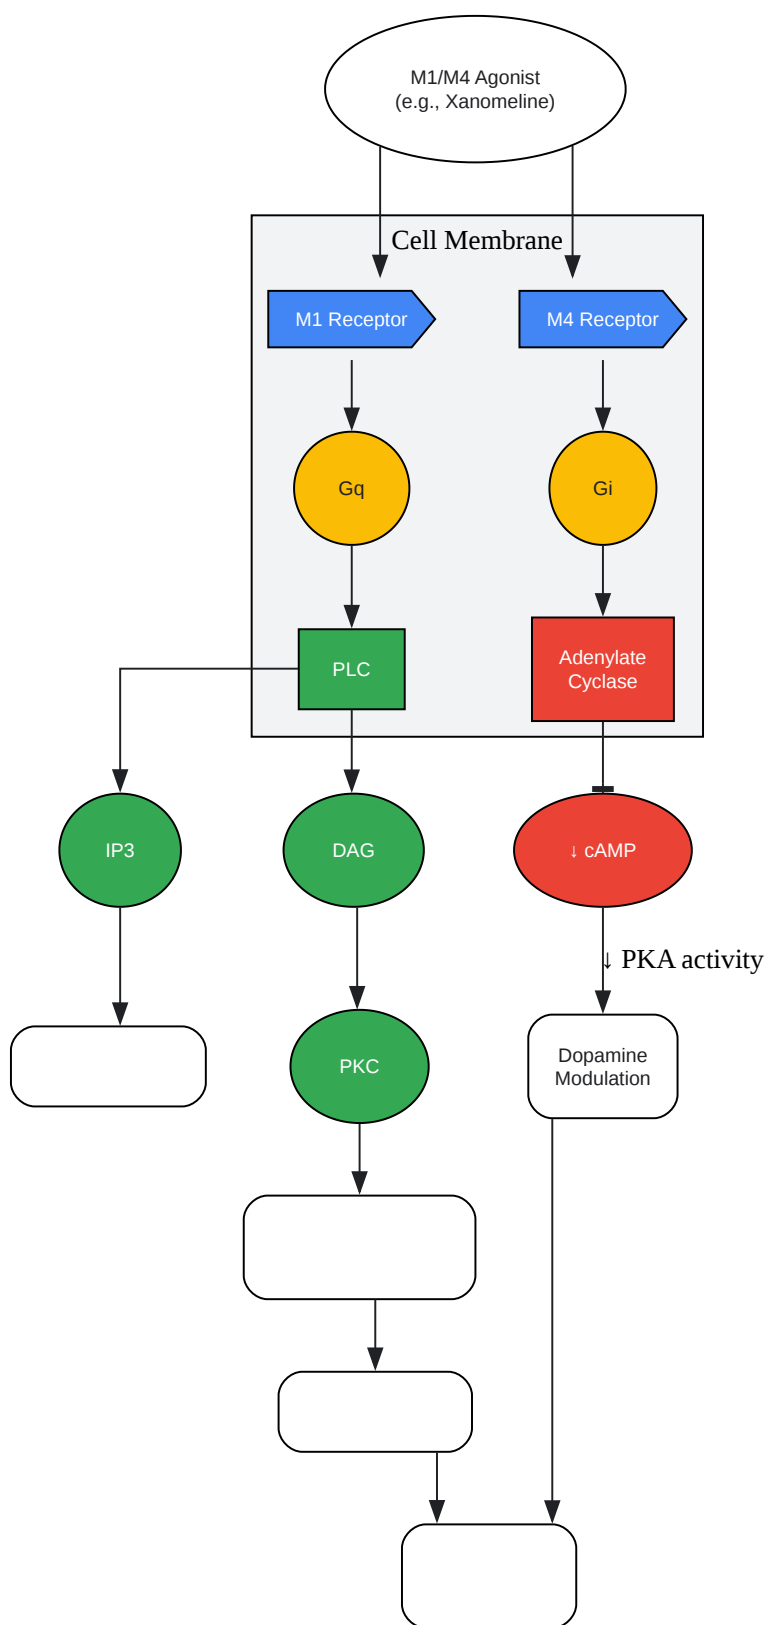 M1/M4 Agonist
(e.g., Xanomeline)
Cell Membrane
M1 Receptor
M4 Receptor
Gq
Gi
PLC
Adenylate
Cyclase
IP3
DAG
↓ cAMP
↓ PKA activity
PKC
Dopamine
Modulation